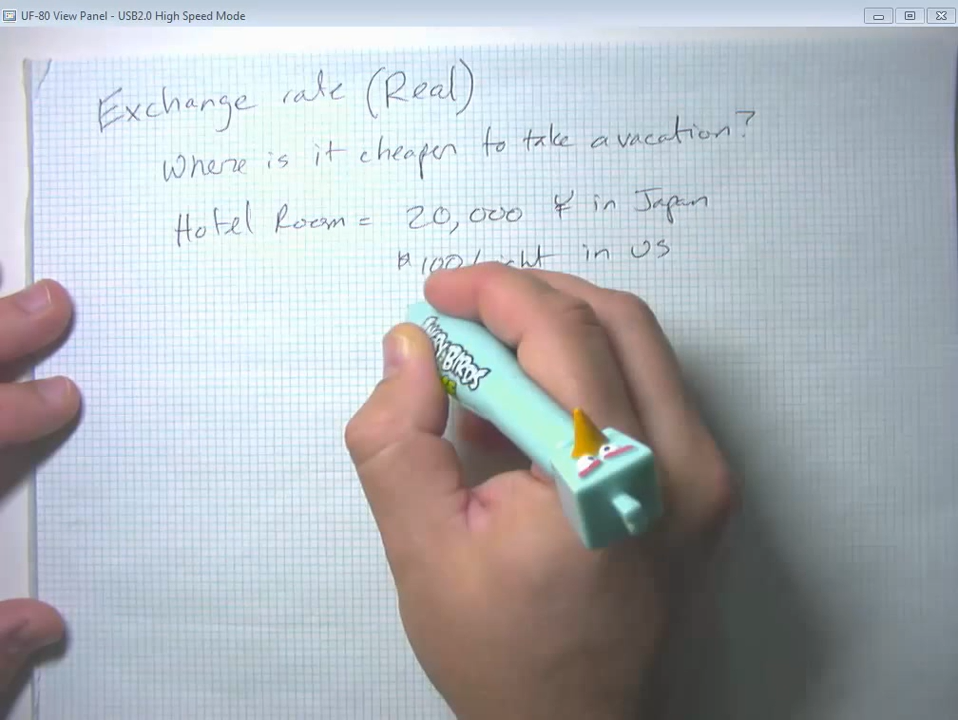 UF-80 View Panel - USB2.0 High Speed Mode
Exchange rate (Real)
Where is it cheaper to take a vacation?
Hotel Room = 20,000 ¥ in Japan
$100/ in US
BIRDS